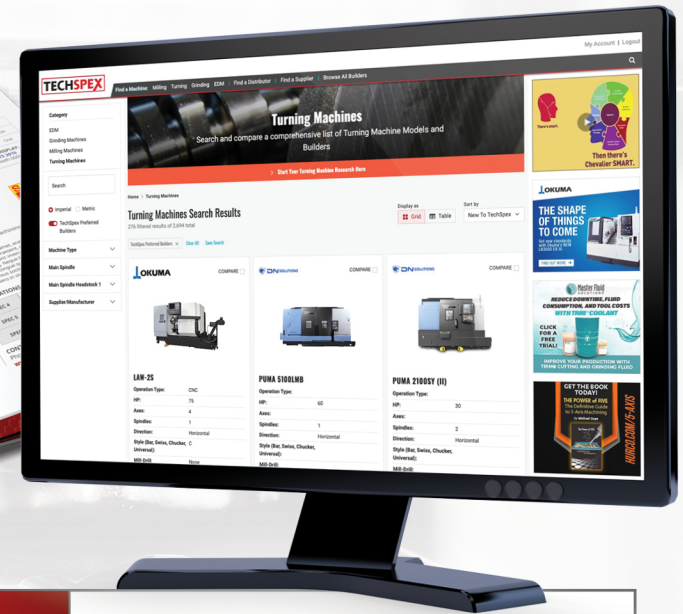 My Account | Logout
TECHSPEX
Find a Machine: Milling Turning Grinding EDM | Find a Distributor | Find a Supplier | Browse All Builders
Category
EDM
Grinding Machines
Milling Machines
Turning Machines
Search
Imperial Metric
TechSpex Preferred
Builders
Machine Type
Main Spindle
Main Spindle Headstock 1
Supplier/Manufacturer
Turning Machines
Search and compare a comprehensive list of Turning Machine Models and
Builders
> Start Your Turning Machine Research Here
Home > Turning Machines
Turning Machines Search Results
276 filtered results of 2,694 total
Display as
Grid Table
Sort by
New To TechSpex
TechSpex Preferred Builders × Clear All Save Search
OKUMA
COMPARE
LAW-2S
Operation Type: CNC
HP: 75
Axes: 4
Spindles: 1
Direction: Horizontal
Style (Bar, Swiss, Chucker, C
Universal):
Mill-Drill None
DN SOLUTIONS
COMPARE
PUMA 5100LMB
Operation Type:
HP: 60
Axes:
Spindles: 1
Direction: Horizontal
Style (Bar, Swiss, Chucker,
Universal):
Mill-Drill:
DN SOLUTIONS
COMPARE
PUMA 2100SY (II)
Operation Type:
HP: 30
Axes:
Spindles: 2
Direction: Horizontal
Style (Bar, Swiss, Chucker,
Universal):
Mill-Drill:
There's smart.
Then there's
Chevalier SMART.
OKUMA
THE SHAPE
OF THINGS
TO COME
FIND OUT MORE
Master Fluid
SOLUTIONS
REDUCE DOWNTIME, FLUID
CONSUMPTION, AND TOOL COSTS
WITH TRIM COOLANT
CLICK
FOR A
FREE
TRIAL!
IMPROVE YOUR PRODUCTION WITH
TRIM® CUTTING AND GRINDING FLUID
GET THE BOOK
TODAY!
THE POWER of FIVE
The Definitive Guide
to 5-Axis Machining
HURCO.COM/5-AXIS